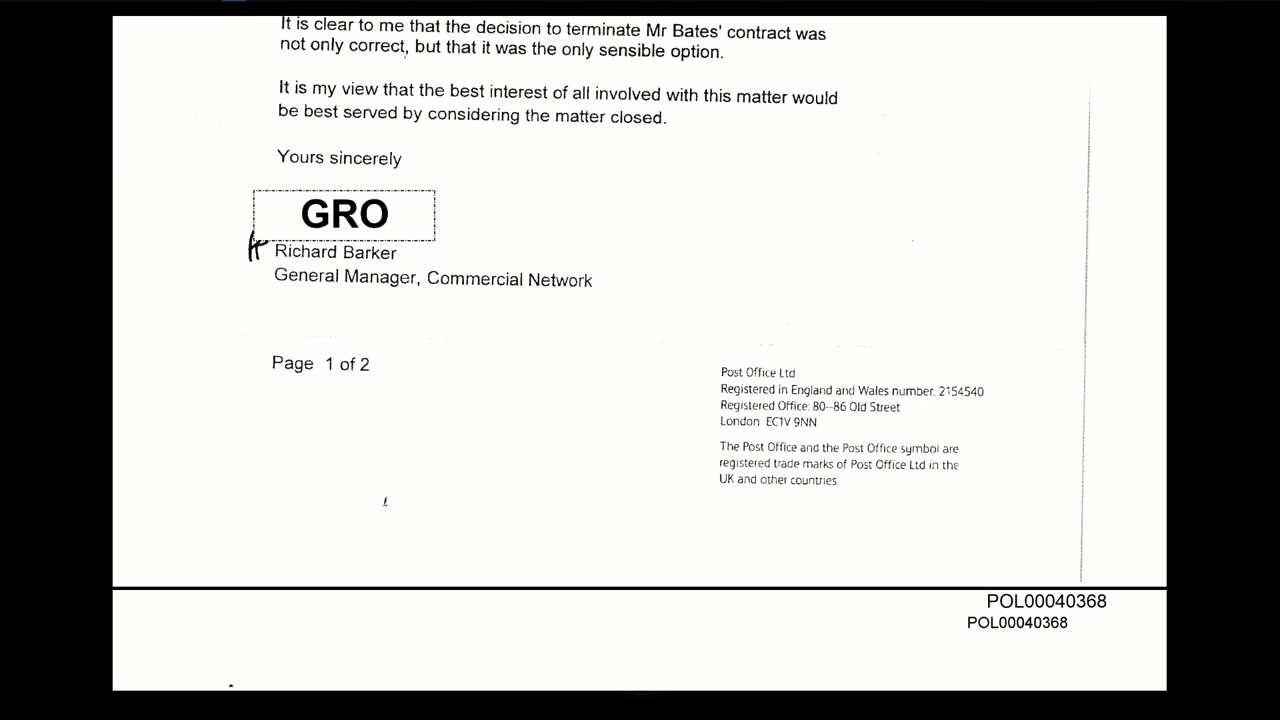 It is clear to me that the decision to terminate Mr Bates' contract was
not only correct, but that it was the only sensible option.
It is my view that the best interest of all involved with this matter would
be best served by considering the matter closed.
Yours sincerely
GRO
Richard Barker
General Manager, Commercial Network
Page 1 of 2
Post Office Ltd
Registered in England and Wales number: 2154540
Registered Office: 80-86 Old Street
London EC1V 9NN
The Post Office and the Post Office symbol are
registered trade marks of Post Office Ltd in the
UK and other countries.
POL00040368
POL00040368